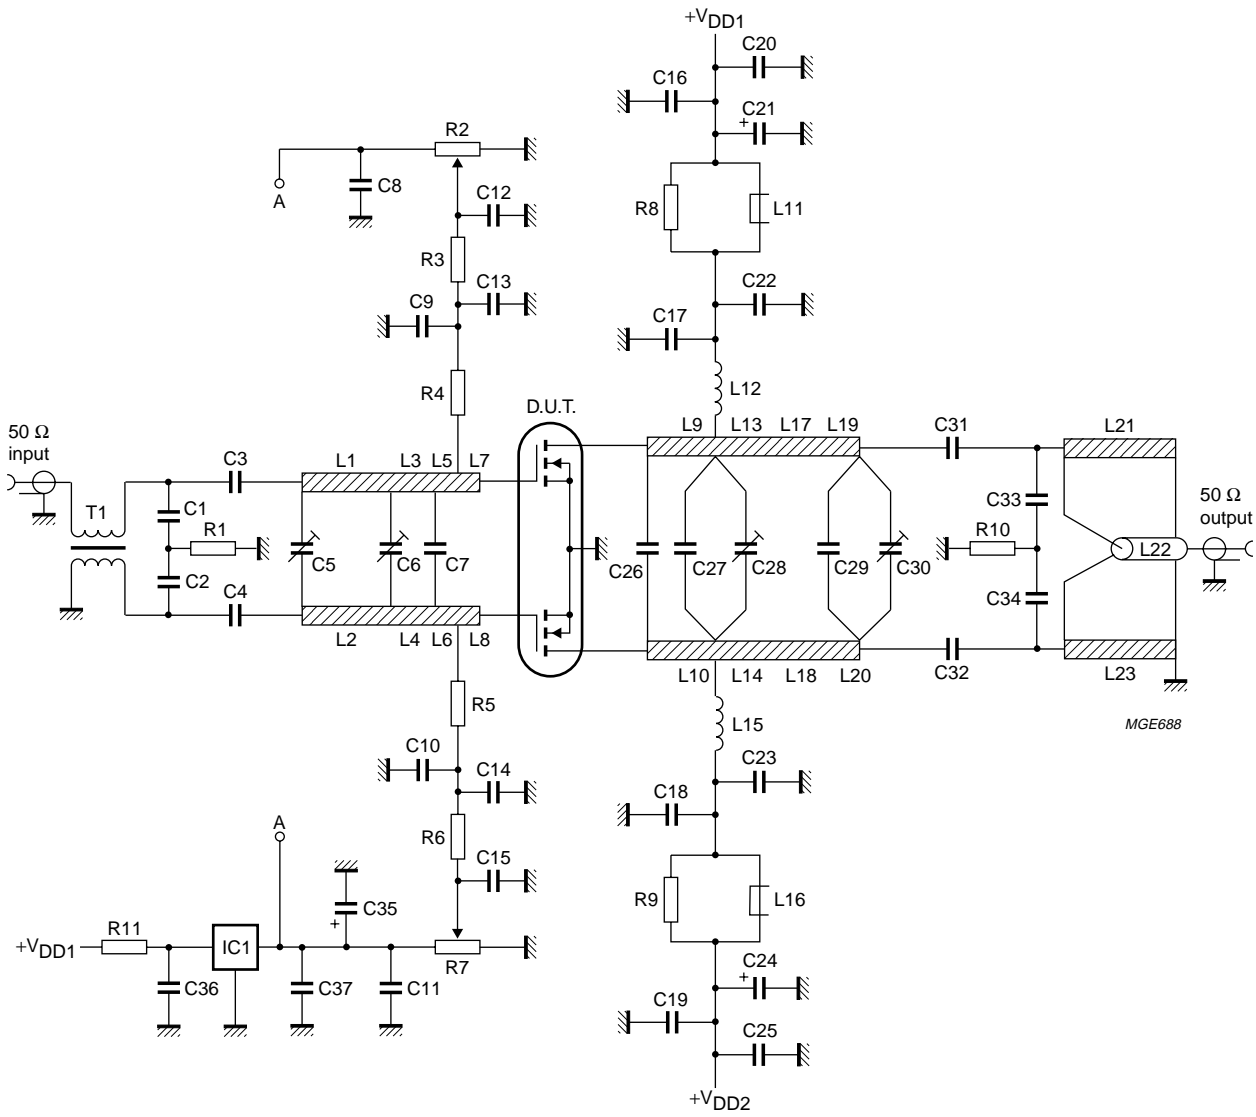 +VDD1
C20
C16
C21
R2
A
C8
C12
R8
L11
R3
C9
C13
C22
C17
R4
L12
D.U.T.
50 Ω
input
C3
L1
L3
L5
L7
L9
L13
L17
L19
C31
L21
T1
C1
R1
C2
C4
C5
C6
C7
C26
C27
C28
C29
C30
C33
R10
C34
L22
50 Ω
output
L2
L4
L6
L8
L10
L14
L18
L20
C32
L23
R5
L15
MGE688
C10
C14
C23
C18
A
R6
C15
R9
L16
C35
+
+VDD1
R11
IC1
R7
C36
C37
C11
+
C24
C19
C25
+VDD2
+